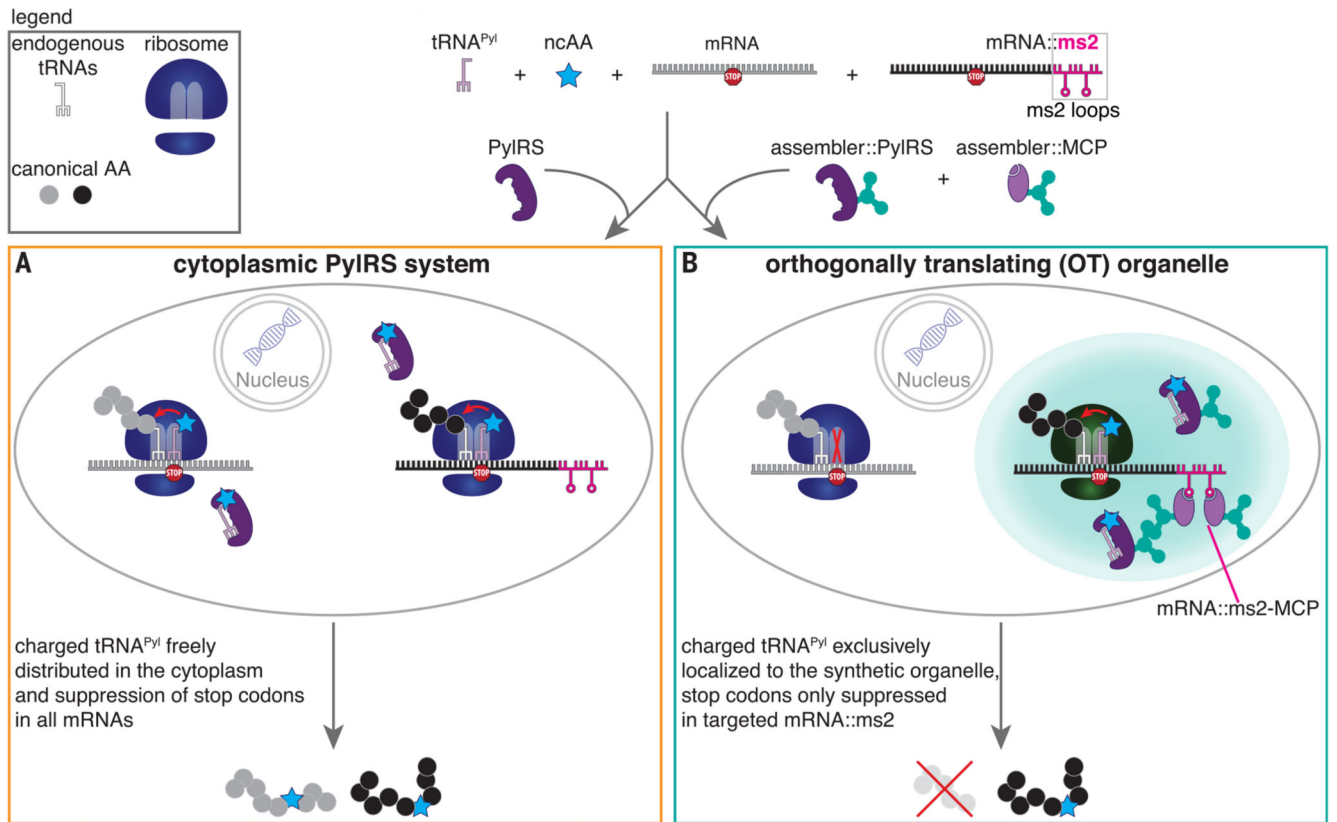 legend
endogenous
tRNAs
ribosome
canonical AA
tRNAPyl
+
ncAA
+
mRNA
STOP
+
mRNA::ms2
STOP
ms2 loops
PylRS
assembler::PylRS
+
assembler::MCP
A
cytoplasmic PylRS system
Nucleus
STOP
STOP
charged tRNAPyl freely
distributed in the cytoplasm
and suppression of stop codons
in all mRNAs
B
orthogonally translating (OT) organelle
Nucleus
STOP
STOP
mRNA::ms2-MCP
charged tRNAPyl exclusively
localized to the synthetic organelle,
stop codons only suppressed
in targeted mRNA::ms2